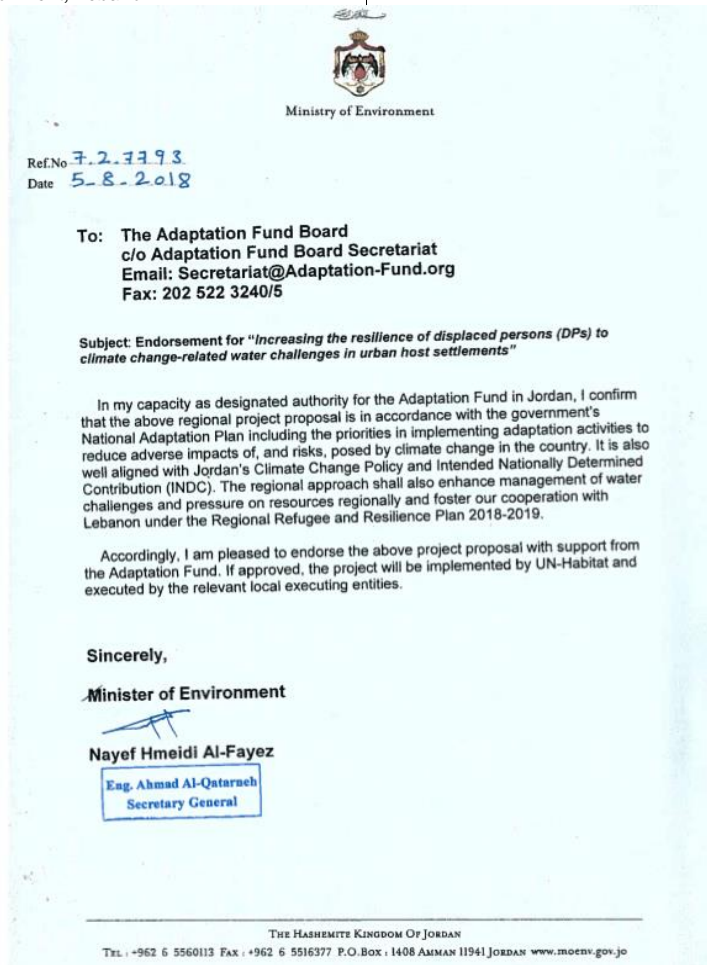 Ministry of Environment
Ref.No 7.2.7793
Date 5-8-2018
To: The Adaptation Fund Board
c/o Adaptation Fund Board Secretariat
Email: Secretariat@Adaptation-Fund.org
Fax: 202 522 3240/5
Subject: Endorsement for "Increasing the resilience of displaced persons (DPs) to
climate change-related water challenges in urban host settlements"
In my capacity as designated authority for the Adaptation Fund in Jordan, I confirm
that the above regional project proposal is in accordance with the government's
National Adaptation Plan including the priorities in implementing adaptation activities to
reduce adverse impacts of, and risks, posed by climate change in the country. It is also
well aligned with Jordan's Climate Change Policy and Intended Nationally Determined
Contribution (INDC). The regional approach shall also enhance management of water
challenges and pressure on resources regionally and foster our cooperation with
Lebanon under the Regional Refugee and Resilience Plan 2018-2019.
Accordingly, I am pleased to endorse the above project proposal with support from
the Adaptation Fund. If approved, the project will be implemented by UN-Habitat and
executed by the relevant local executing entities.
Sincerely,
Minister of Environment
Nayef Hmeidi Al-Fayez
Eng. Ahmad Al-Qatarneh
Secretary General
THE HASHEMITE KINGDOM OF JORDAN
TEL : +962 6 5560113 FAX : +962 6 5516377 P.O.BOX : 1408 AMMAN 11941 JORDAN www.moenv.gov.jo